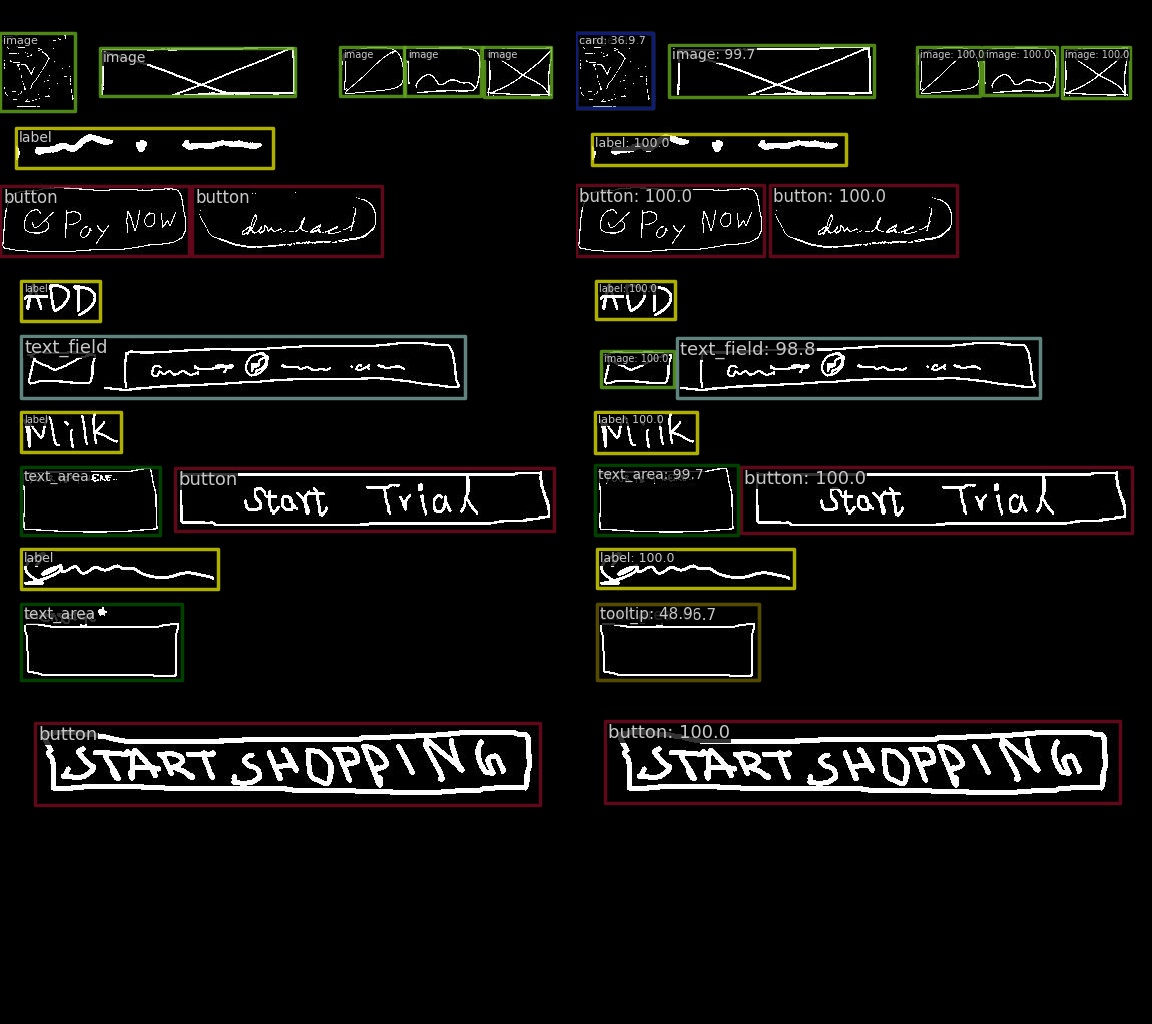 image image image image image card: 36.9.7 image: 99.7 image: 100.0 image: 100.0 image: 100.0
label label: 100.0
button button button: 100.0 button: 100.0
Pay NOW Pay NOW
label label: 100.0
ADD ADD
text_field image: 100.0 text_field: 98.8
label label: 100.0
Milk Milk
text_area button text_area: 99.7 button: 100.0
Start Trial Start Trial
label label: 100.0
text_area* tooltip: 48.96.7
button button: 100.0
START SHOPPING START SHOPPING